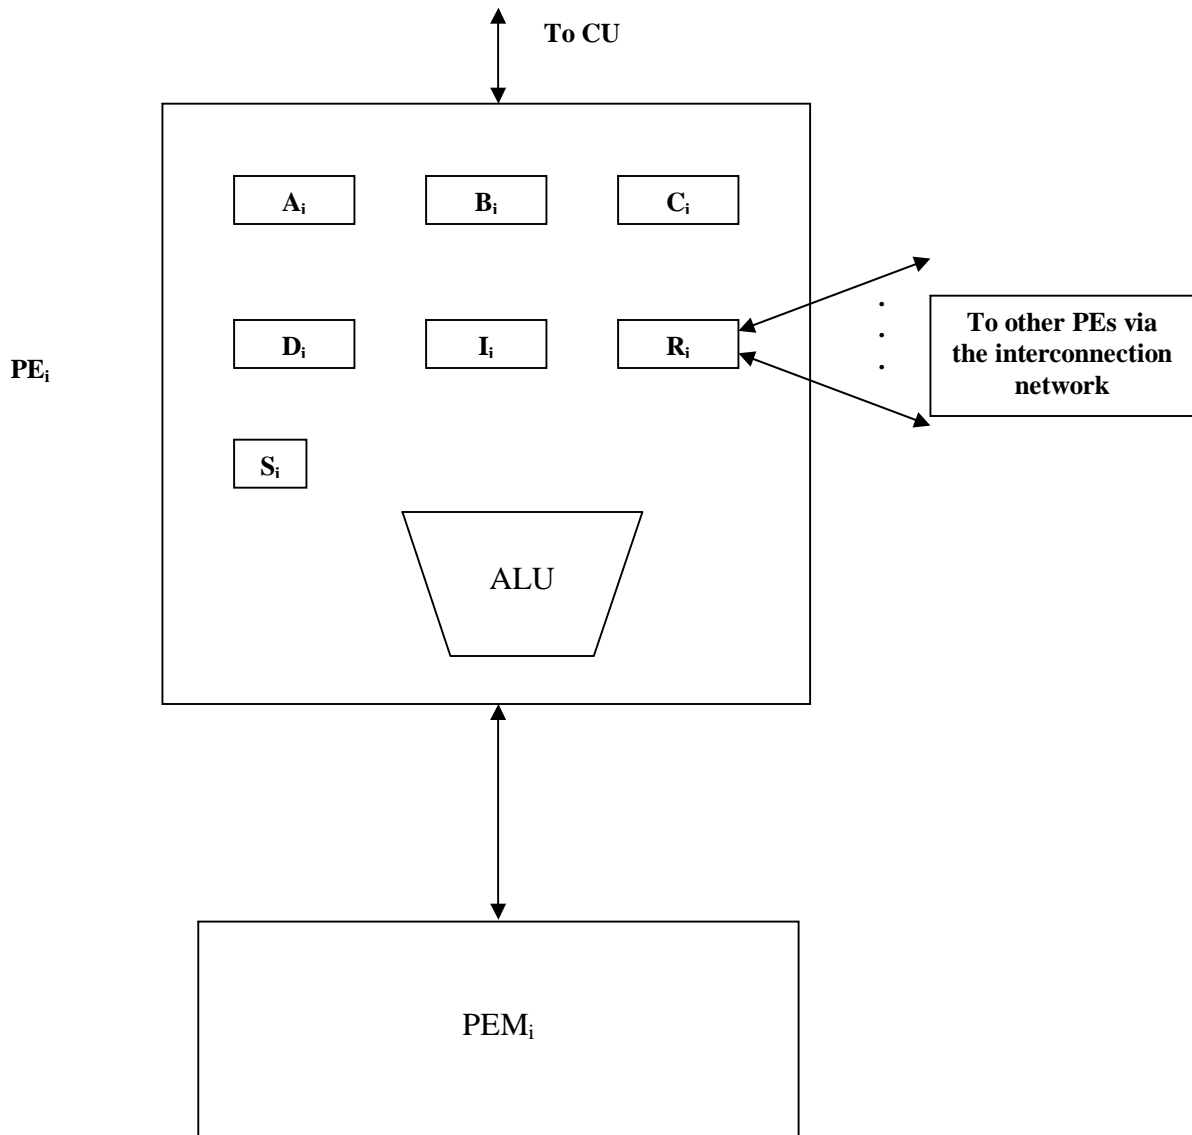 To CU
Aᵢ
Bᵢ
Cᵢ
Dᵢ
Iᵢ
Rᵢ
To other PEs via
the interconnection
network
PEᵢ
Sᵢ
ALU
PEMᵢ